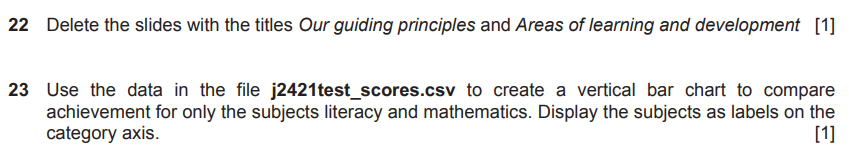 22 Delete the slides with the titles Our guiding principles and Areas of learning and development [1]
23 Use the data in the file j2421test_scores.csv to create a vertical bar chart to compare
achievement for only the subjects literacy and mathematics. Display the subjects as labels on the
category axis. [1]